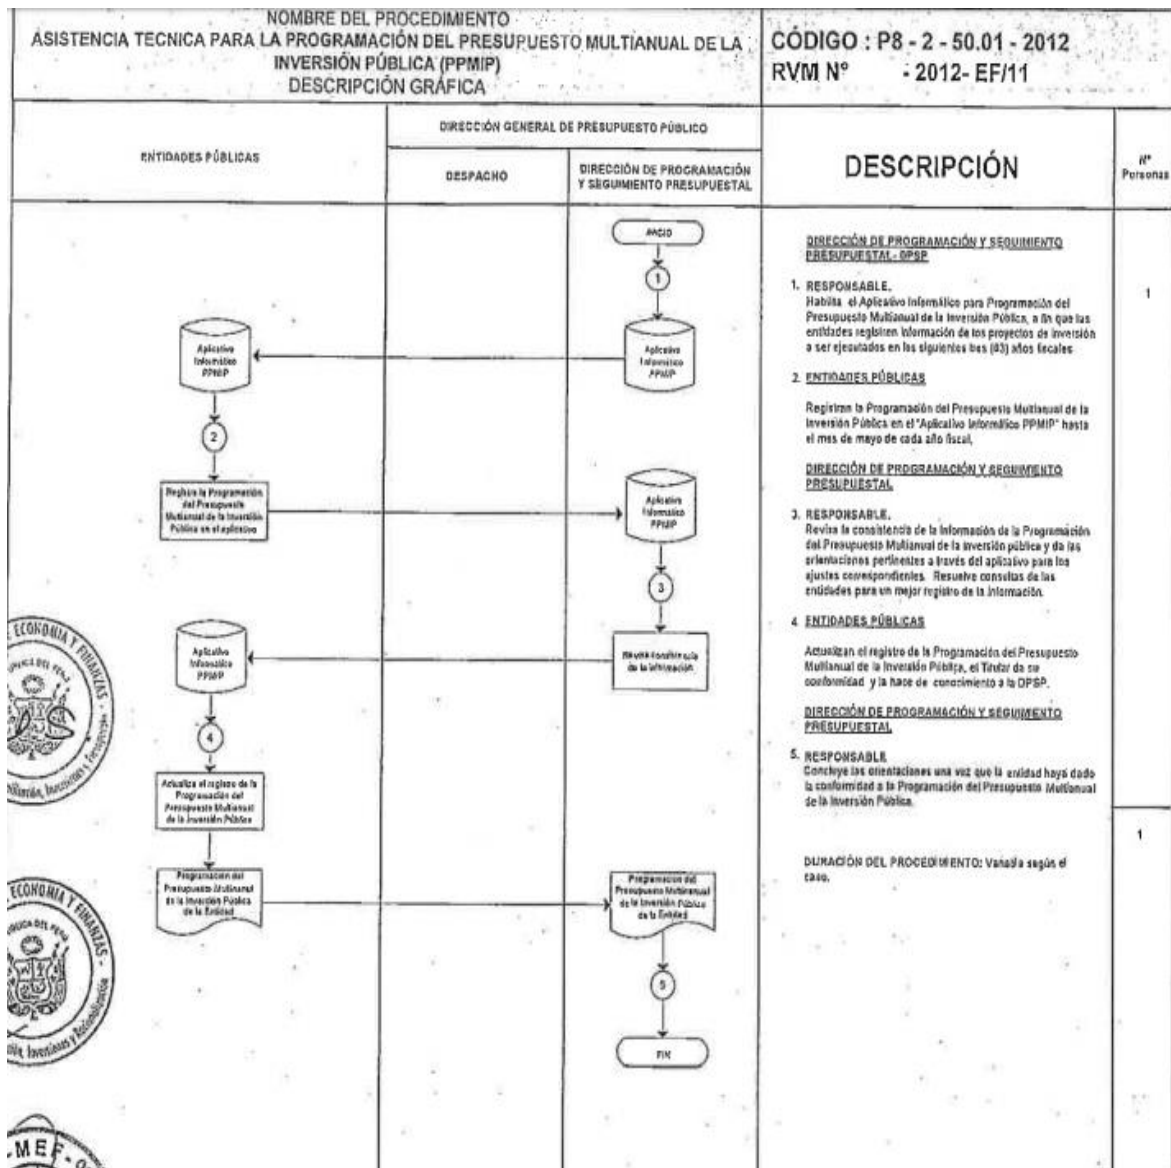 NOMBRE DEL PROCEDIMIENTO
ASISTENCIA TECNICA PARA LA PROGRAMACIÓN DEL PRESUPUESTO MULTIANUAL DE LA
INVERSIÓN PÚBLICA (PPMIP)
DESCRIPCIÓN GRÁFICA
CÓDIGO : P8 - 2 - 50.01 - 2012
RVM N° - 2012- EF/11
ENTIDADES PÚBLICAS
DIRECCIÓN GENERAL DE PRESUPUESTO PÚBLICO
DESPACHO
DIRECCIÓN DE PROGRAMACIÓN
Y SEGUIMIENTO PRESUPUESTAL
DESCRIPCIÓN
N°
Personas
INICIO
1
Aplicativo
Informático
PPMIP
Aplicativo
Informático
PPMIP
2
Registra la Programación
del Presupuesto
Multianual de la Inversión
Pública en el aplicativo
Aplicativo
Informático
PPMIP
3
Revisa consistencia
de la información
Aplicativo
Informático
PPMIP
4
Actualiza el registro de la
Programación del
Presupuesto Multianual
de la Inversión Pública
Programación del
Presupuesto Multianual
de la Inversión Pública
de la Entidad
Programación del
Presupuesto Multianual
de la Inversión Pública
de la Entidad
5
FIN
DIRECCIÓN DE PROGRAMACIÓN Y SEGUIMIENTO
PRESUPUESTAL- DPSP
1. RESPONSABLE.
Habilita el Aplicativo Informático para Programación del
Presupuesto Multianual de la Inversión Pública, a fin que las
entidades registren información de los proyectos de inversión
a ser ejecutados en los siguientes tres (03) años fiscales
2. ENTIDADES PÚBLICAS
Registran la Programación del Presupuesto Multianual de la
Inversión Pública en el "Aplicativo Informático PPMIP" hasta
el mes de mayo de cada año fiscal,
DIRECCIÓN DE PROGRAMACIÓN Y SEGUIMIENTO
PRESUPUESTAL
3. RESPONSABLE.
Revisa la consistencia de la Información de la Programación
del Presupuesto Multianual de la inversión pública y da las
orientaciones pertinentes a través del aplicativo para los
ajustes correspondientes. Resuelve consultas de las
entidades para un mejor registro de la información.
4 ENTIDADES PÚBLICAS
Actualizan el registro de la Programación del Presupuesto
Multianual de la Inversión Pública, el Titular da su
conformidad y la hace de conocimiento a la DPSP.
DIRECCIÓN DE PROGRAMACIÓN Y SEGUIMIENTO
PRESUPUESTAL
5. RESPONSABLE
Concluye las orientaciones una vez que la entidad haya dado
la conformidad a la Programación del Presupuesto Multianual
de la Inversión Pública.
DURACIÓN DEL PROCEDIMIENTO: Variable según el
caso.
1
1
ECONOMIA Y FINANZAS
ECONOMIA Y FINANZAS -
Inversiones y Racionalización
MEF